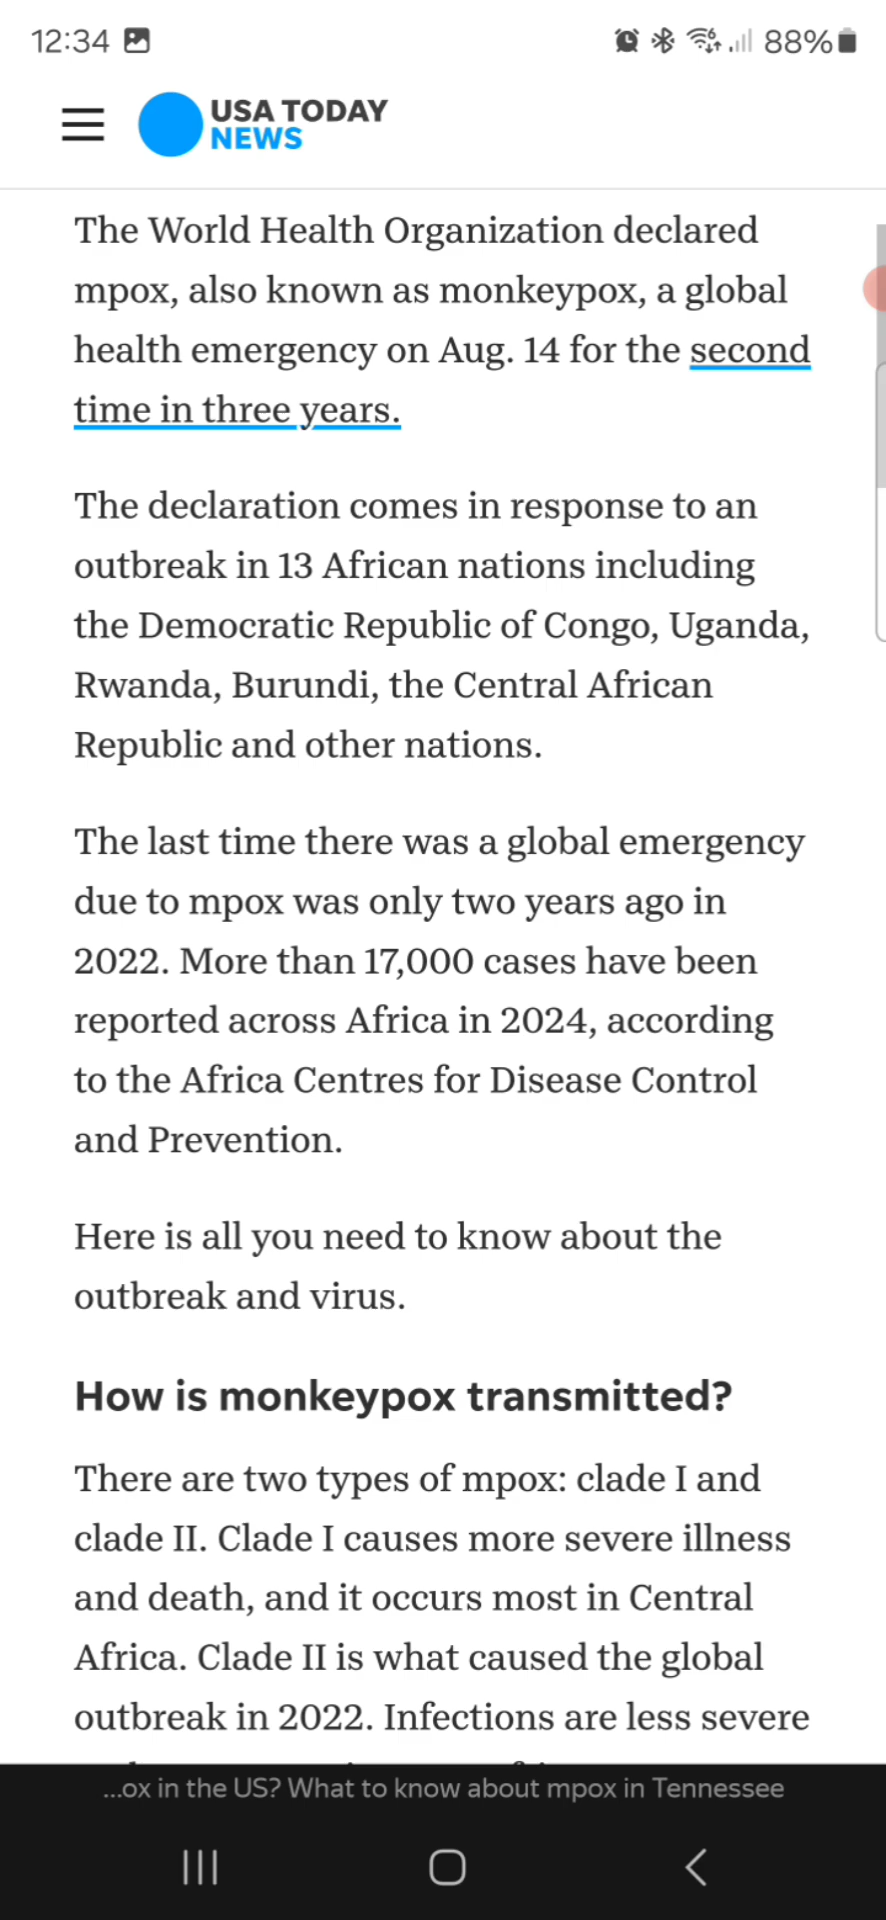 12:34
88%
USA TODAY
NEWS
The World Health Organization declared
mpox, also known as monkeypox, a global
health emergency on Aug. 14 for the second
time in three years.
The declaration comes in response to an
outbreak in 13 African nations including
the Democratic Republic of Congo, Uganda,
Rwanda, Burundi, the Central African
Republic and other nations.
The last time there was a global emergency
due to mpox was only two years ago in
2022. More than 17,000 cases have been
reported across Africa in 2024, according
to the Africa Centres for Disease Control
and Prevention.
Here is all you need to know about the
outbreak and virus.
How is monkeypox transmitted?
There are two types of mpox: clade I and
clade II. Clade I causes more severe illness
and death, and it occurs most in Central
Africa. Clade II is what caused the global
outbreak in 2022. Infections are less severe
...ox in the US? What to know about mpox in Tennessee